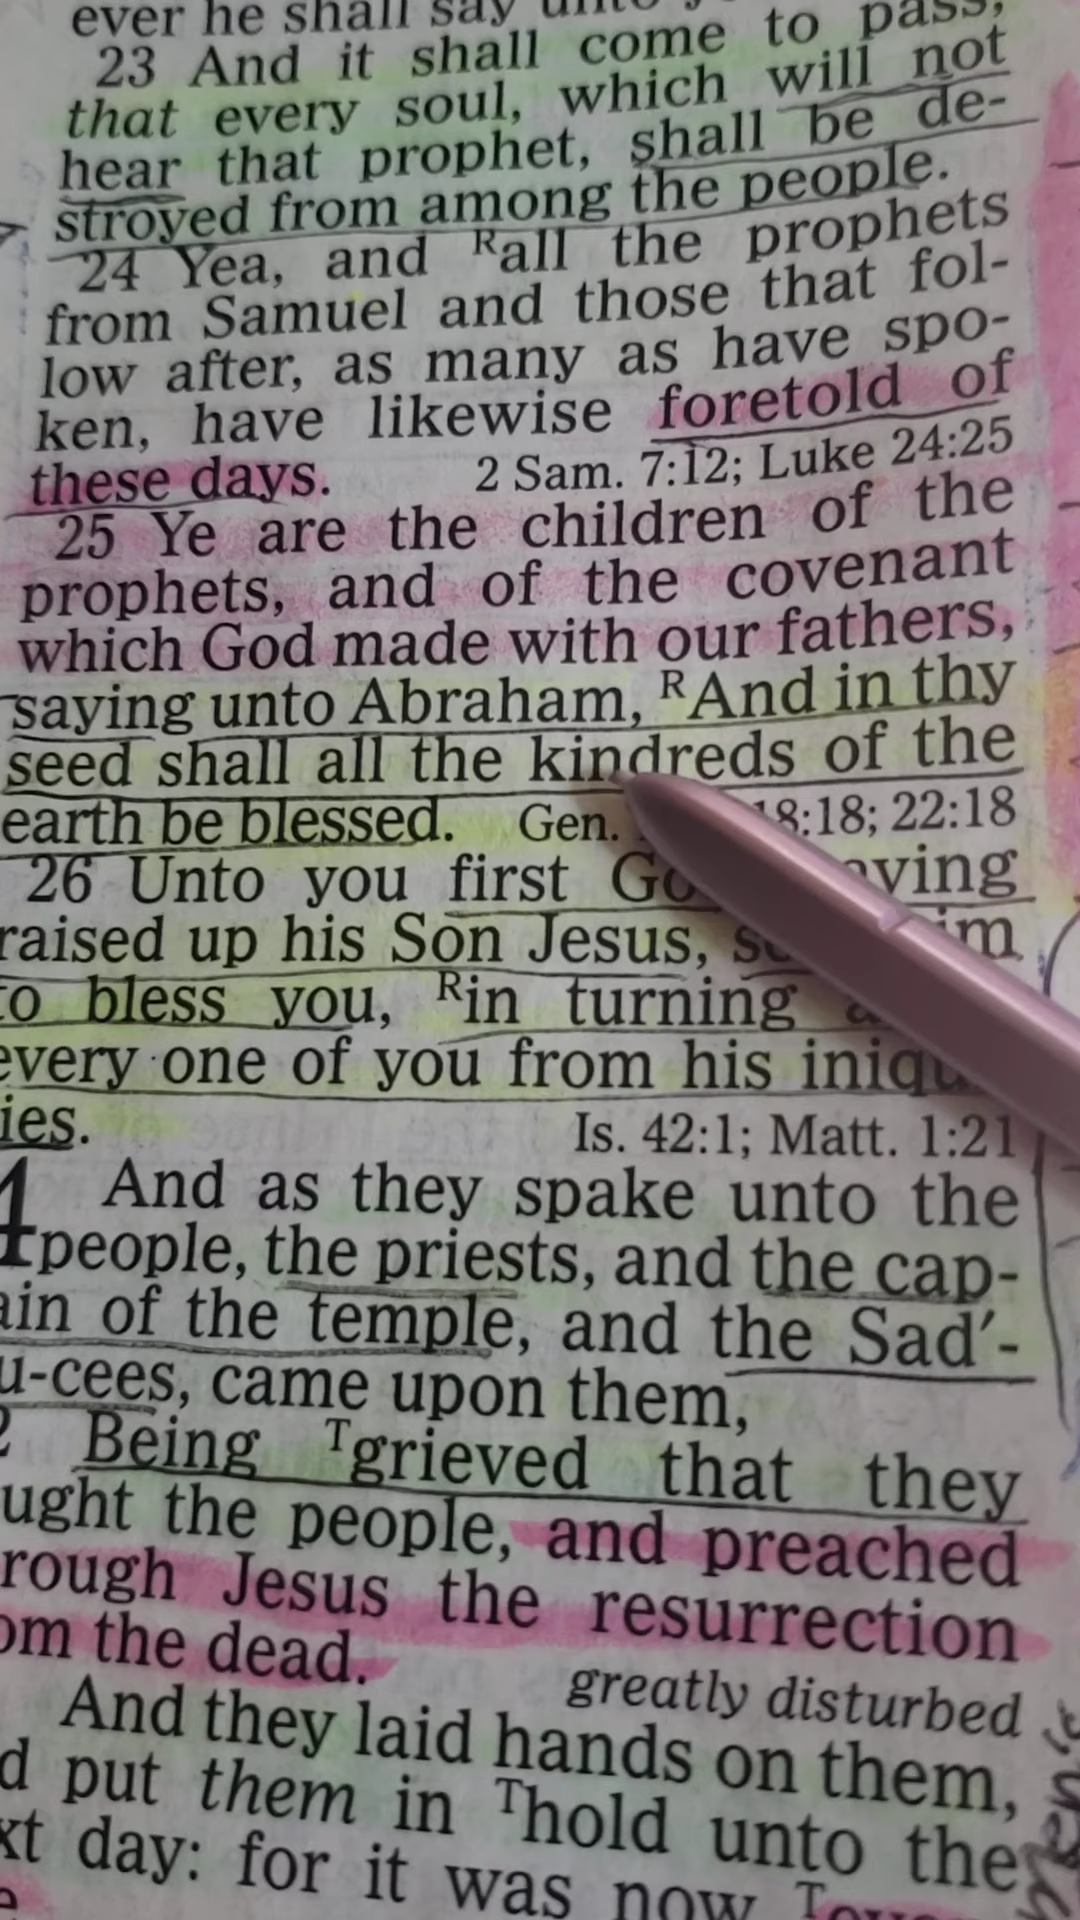 ever he shall say unto
23 And it shall come to pass,
that every soul, which will not
hear that prophet, shall be de-
stroyed from among the people.
24 Yea, and ᴿall the prophets
from Samuel and those that fol-
low after, as many as have spo-
ken, have likewise foretold of
these days. 2 Sam. 7:12; Luke 24:25
25 Ye are the children of the
prophets, and of the covenant
which God made with our fathers,
saying unto Abraham, ᴿAnd in thy
seed shall all the kindreds of the
earth be blessed. Gen. 18:18; 22:18
26 Unto you first
raised up his Son Jesus,
to bless you, ᴿin turning
every one of you from his
ies. Is. 42:1; Matt. 1:21
4 And as they spake unto the
people, the priests, and the cap-
ain of the temple, and the Sad′-
u-cees, came upon them,
2 Being ᵀgrieved that they
ught the people, and preached
rough Jesus the resurrection
om the dead. greatly disturbed
And they laid hands on them,
d put them in ᵀhold unto the
xt day: for it was now